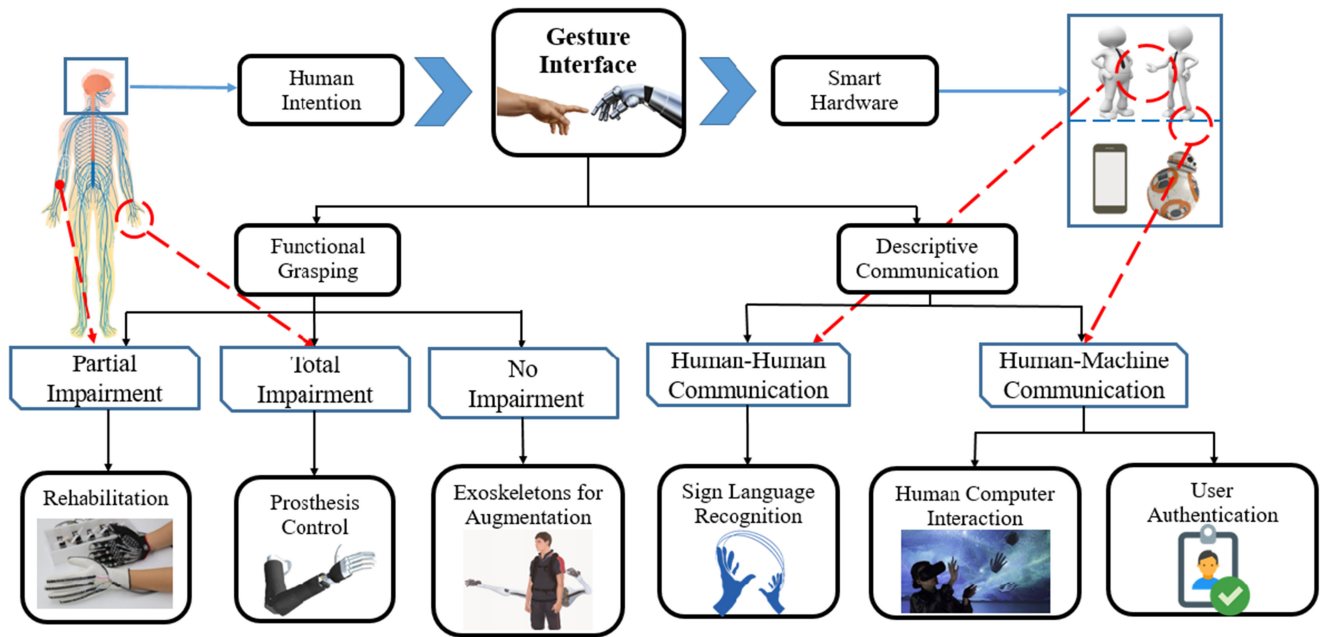 Gesture
Interface
Human
Intention
Smart
Hardware
Functional
Grasping
Descriptive
Communication
Partial
Impairment
Total
Impairment
No
Impairment
Human-Human
Communication
Human-Machine
Communication
Rehabilitation
Prosthesis
Control
Exoskeletons for
Augmentation
Sign Language
Recognition
Human Computer
Interaction
User
Authentication